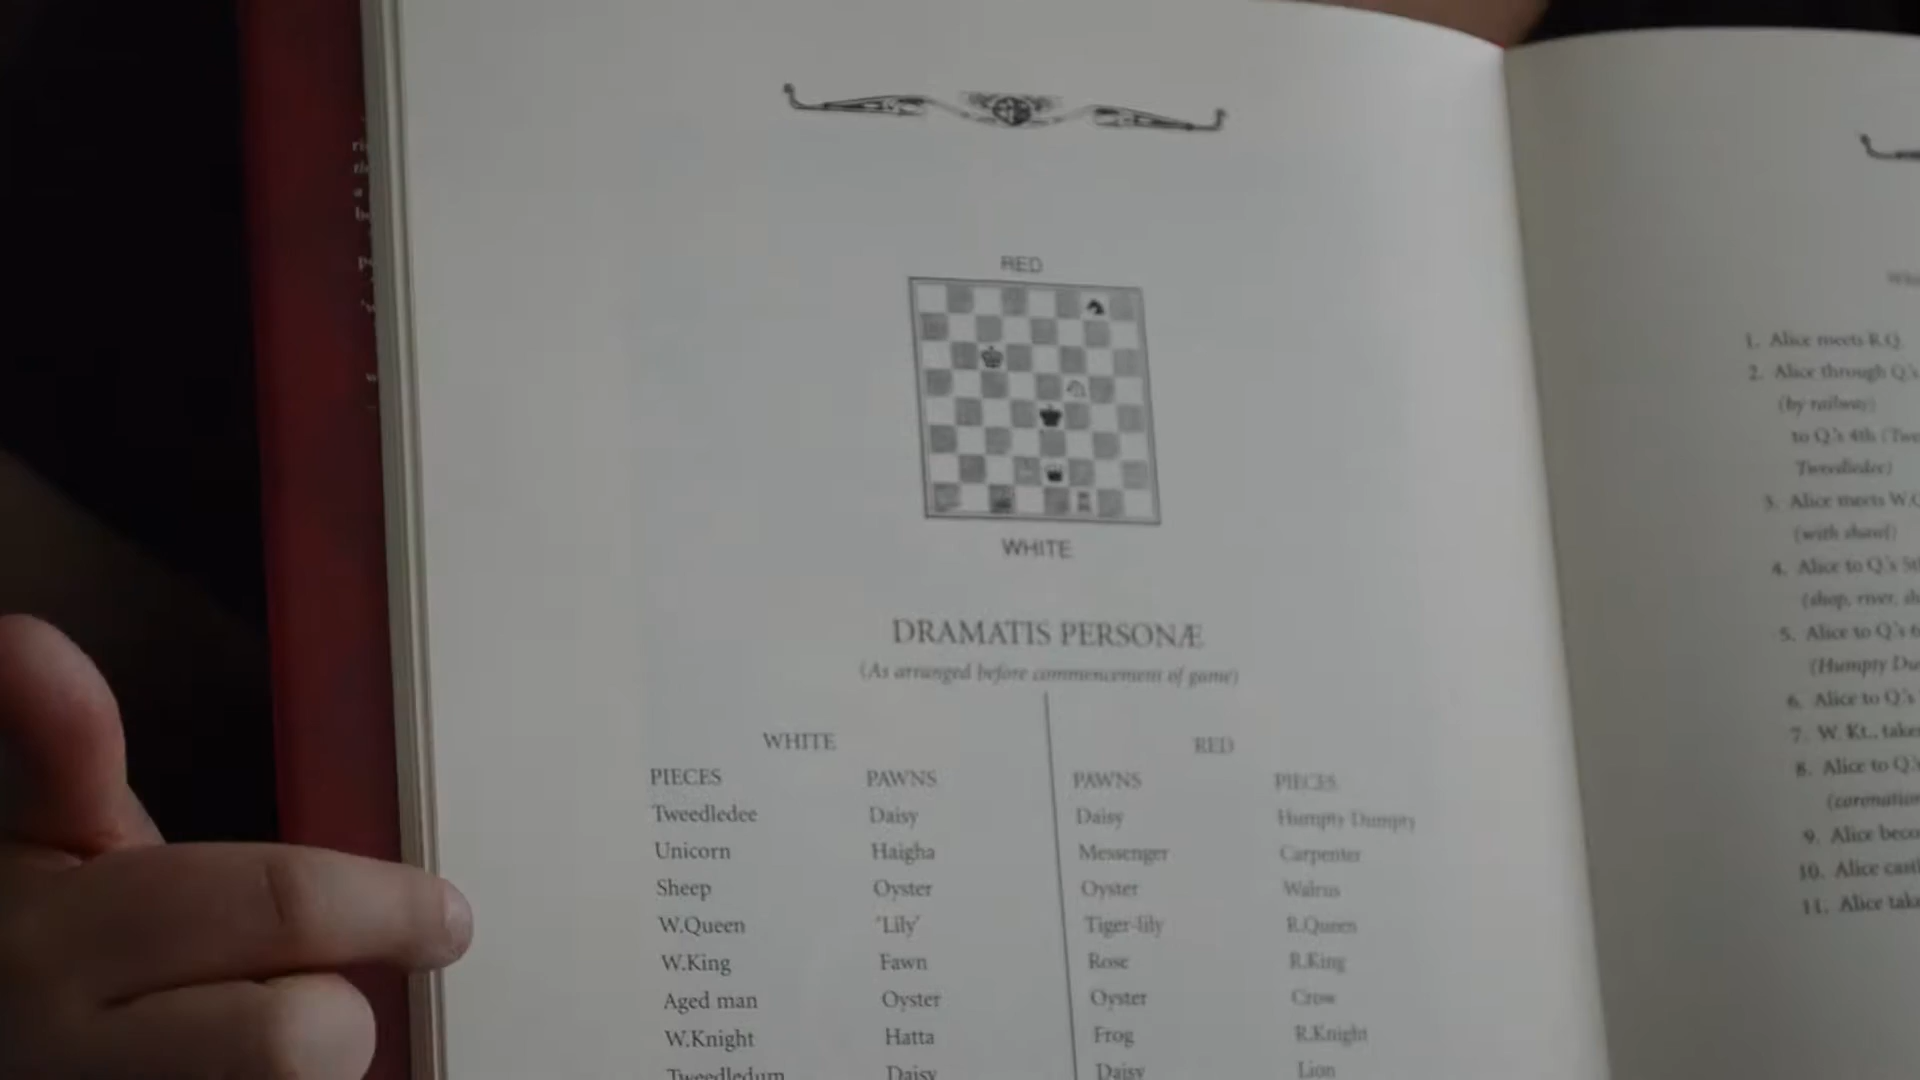 RED
WHITE
DRAMATIS PERSONÆ
(As arranged before commencement of game)
WHITE RED
PIECES PAWNS PAWNS PIECES
Tweedledee Daisy Daisy Humpty Dumpty
Unicorn Haigha Messenger Carpenter
Sheep Oyster Oyster Walrus
W.Queen 'Lily' Tiger-lily R.Queen
W.King Fawn Rose R.King
Aged man Oyster Oyster Crow
W.Knight Hatta Frog R.Knight
Tweedledum Daisy Daisy Lion
1. Alice meets R.Q.
2. Alice through Q.'s
(by railway)
to Q.'s 4th
Tweedledee)
3. Alice meets W.
(with shawl)
4. Alice to Q.'s
(shop, river,
5. Alice to Q.'s
(Humpty
6. Alice to Q.'s
7. W. Kt.,
8. Alice to
9. Alice
10. Alice
11. Alice